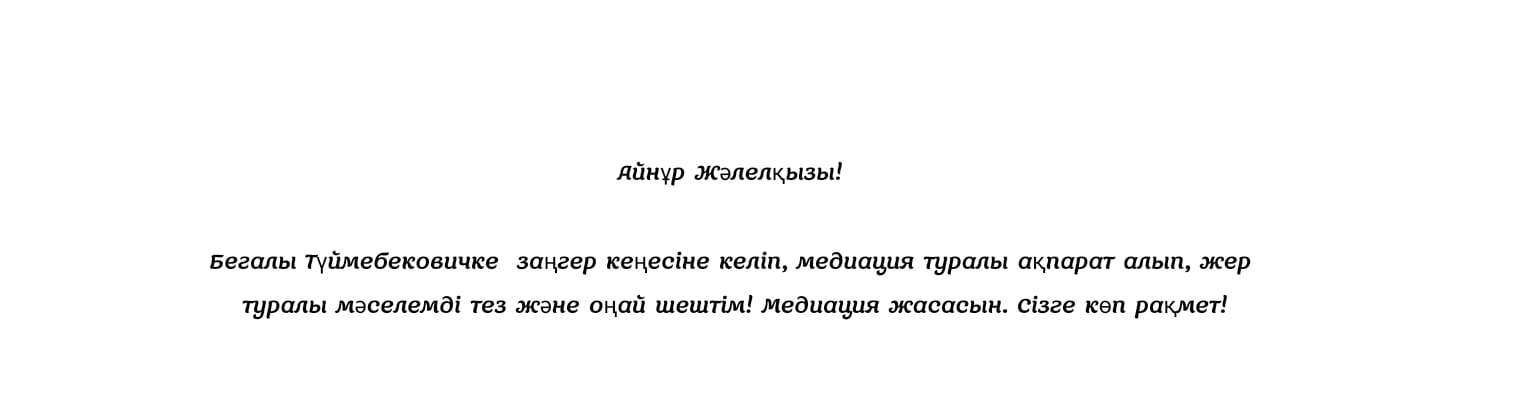 Айнұр Жәлелқызы!
Бегалы Түймебековичке заңгер кеңесіне келіп, медиация туралы ақпарат алып, жер
туралы мәселемді тез және оңай шештім! Медиация жасасын. Сізге көп рақмет!